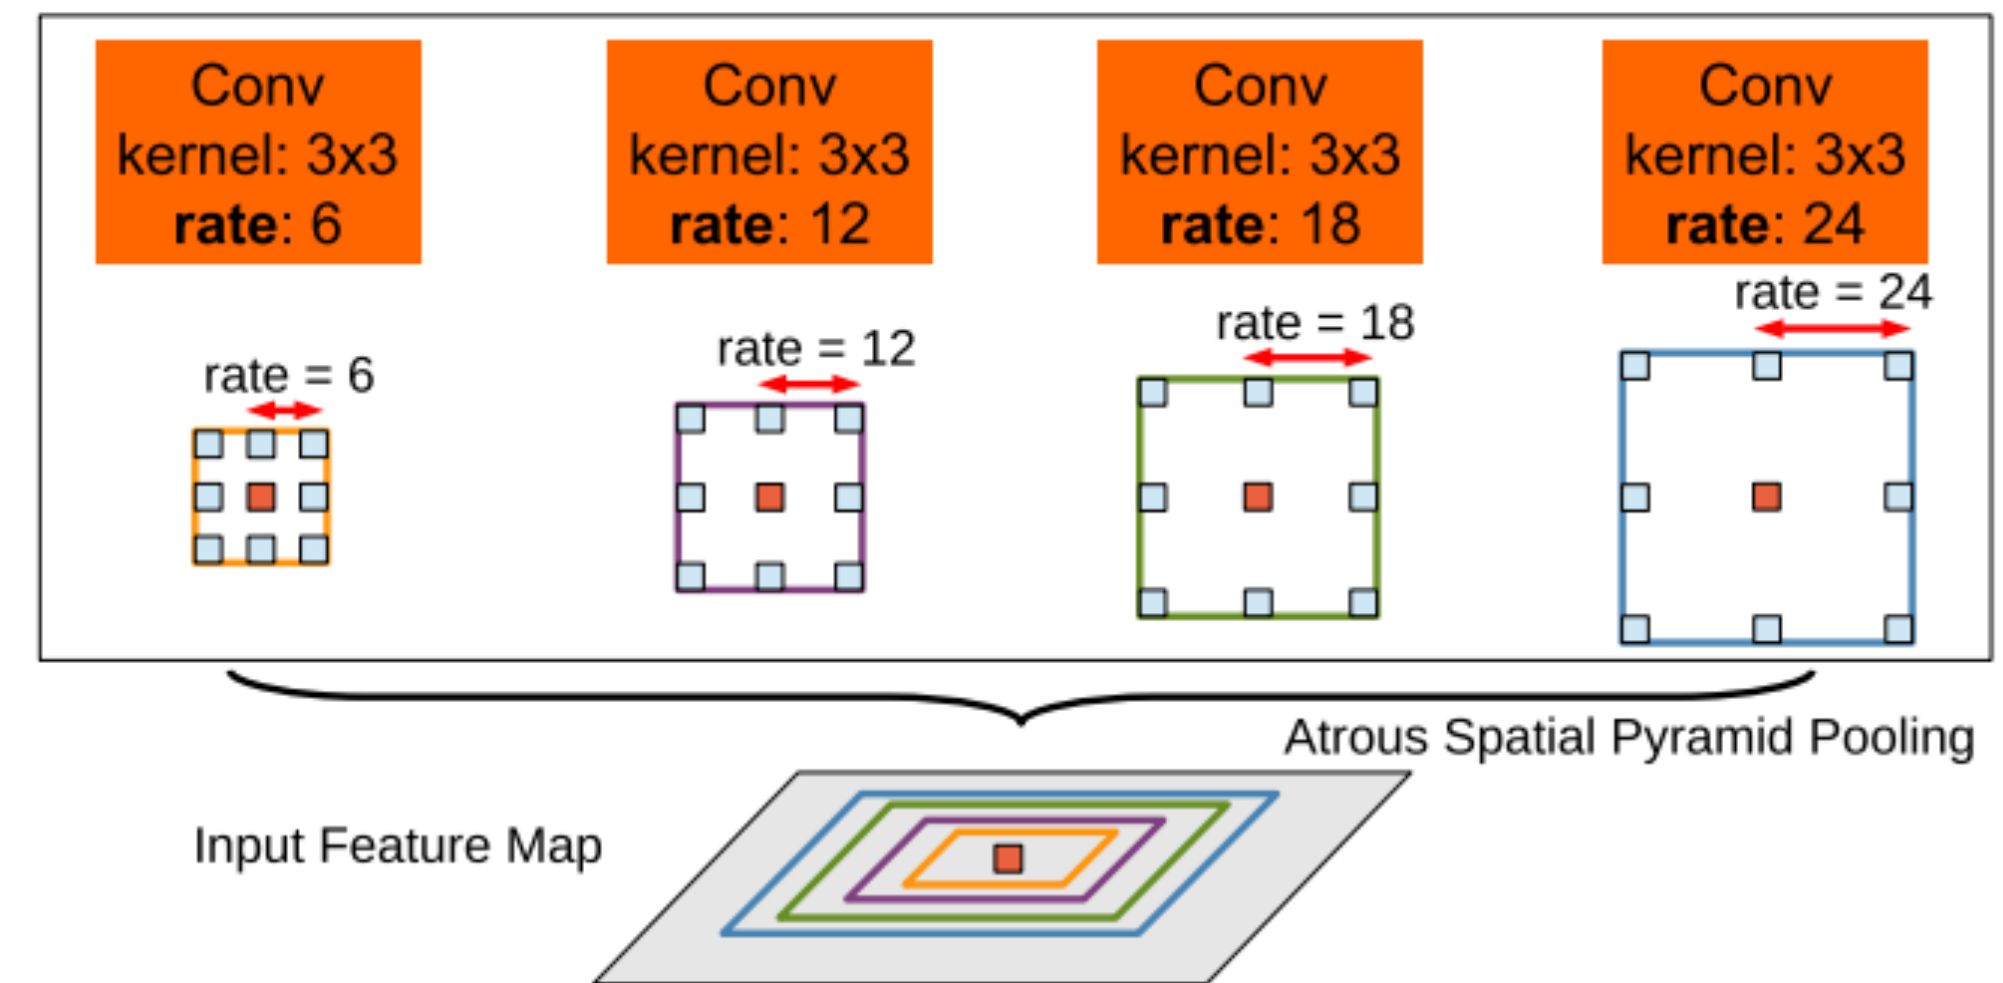 Conv
kernel: 3x3
rate: 6
Conv
kernel: 3x3
rate: 12
Conv
kernel: 3x3
rate: 18
Conv
kernel: 3x3
rate: 24
rate = 6
rate = 12
rate = 18
rate = 24
Atrous Spatial Pyramid Pooling
Input Feature Map